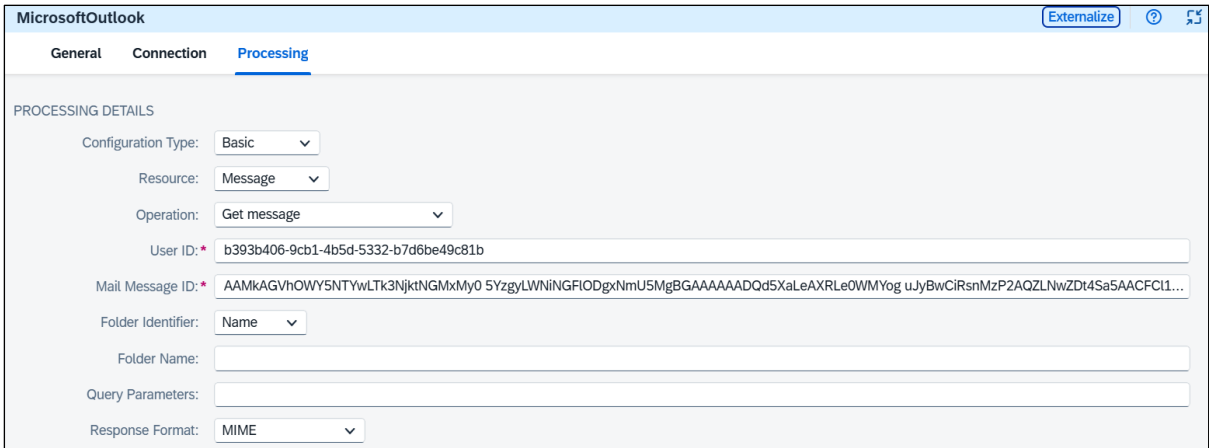 MicrosoftOutlook Externalize
General Connection Processing
PROCESSING DETAILS
Configuration Type: Basic
Resource: Message
Operation: Get message
User ID:* b393b406-9cb1-4b5d-5332-b7d6be49c81b
Mail Message ID:* AAMkAGVhOWY5NTYwLTk3NjktNGMxMy0 5YzgyLWNiNGFlODgxNmU5MgBGAAAAAADQd5XaLeAXRLe0WMYog uJyBwCiRsnMzP2AQZLNwZDt4Sa5AACFCl1...
Folder Identifier: Name
Folder Name:
Query Parameters:
Response Format: MIME